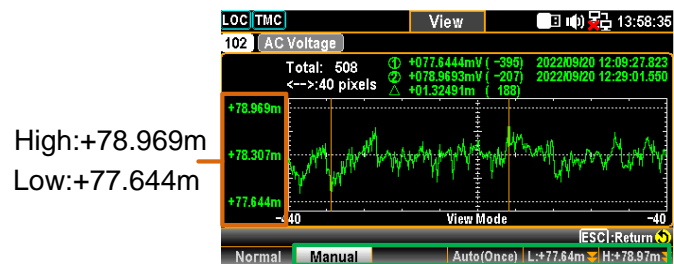 LOC TMC View 13:58:35
102 AC Voltage
Total: 508
<-->:40 pixels
① +077.6444mV ( -395) 2022/09/20 12:09:27.823
② +078.9693mV ( -207) 2022/09/20 12:29:01.550
△ +01.32491m ( 188)
+78.969m
High:+78.969m
+78.307m
Low:+77.644m
+77.644m
-440 View Mode -40
ESC :Return
Normal Manual Auto(Once) L:+77.64m H:+78.97m